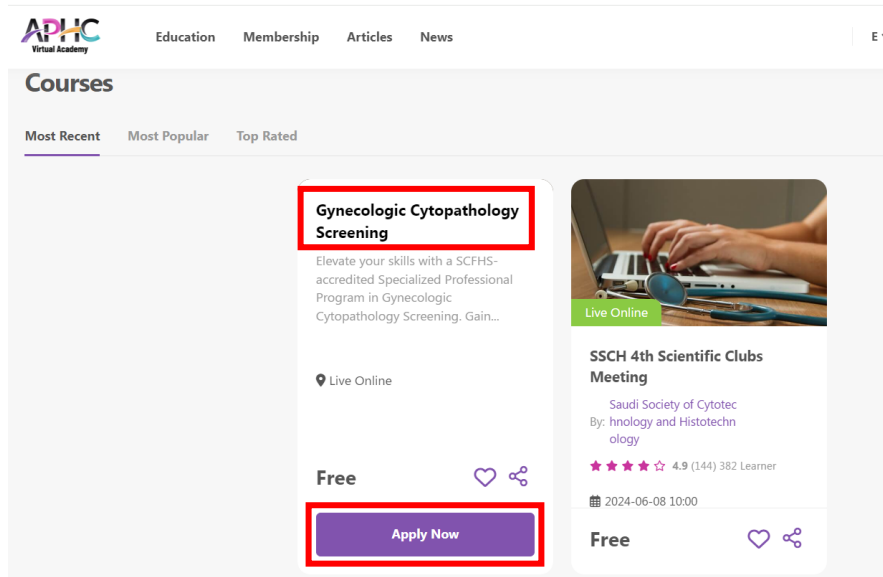 APHC
Virtual Academy
Education
Membership
Articles
News
E
Courses
Most Recent
Most Popular
Top Rated
Gynecologic Cytopathology
Screening
Elevate your skills with a SCFHS-
accredited Specialized Professional
Program in Gynecologic
Cytopathology Screening. Gain...
Live Online
Free
Apply Now
Live Online
SSCH 4th Scientific Clubs
Meeting
By: Saudi Society of Cytotec
hnology and Histotechn
ology
4.9 (144) 382 Learner
2024-06-08 10:00
Free